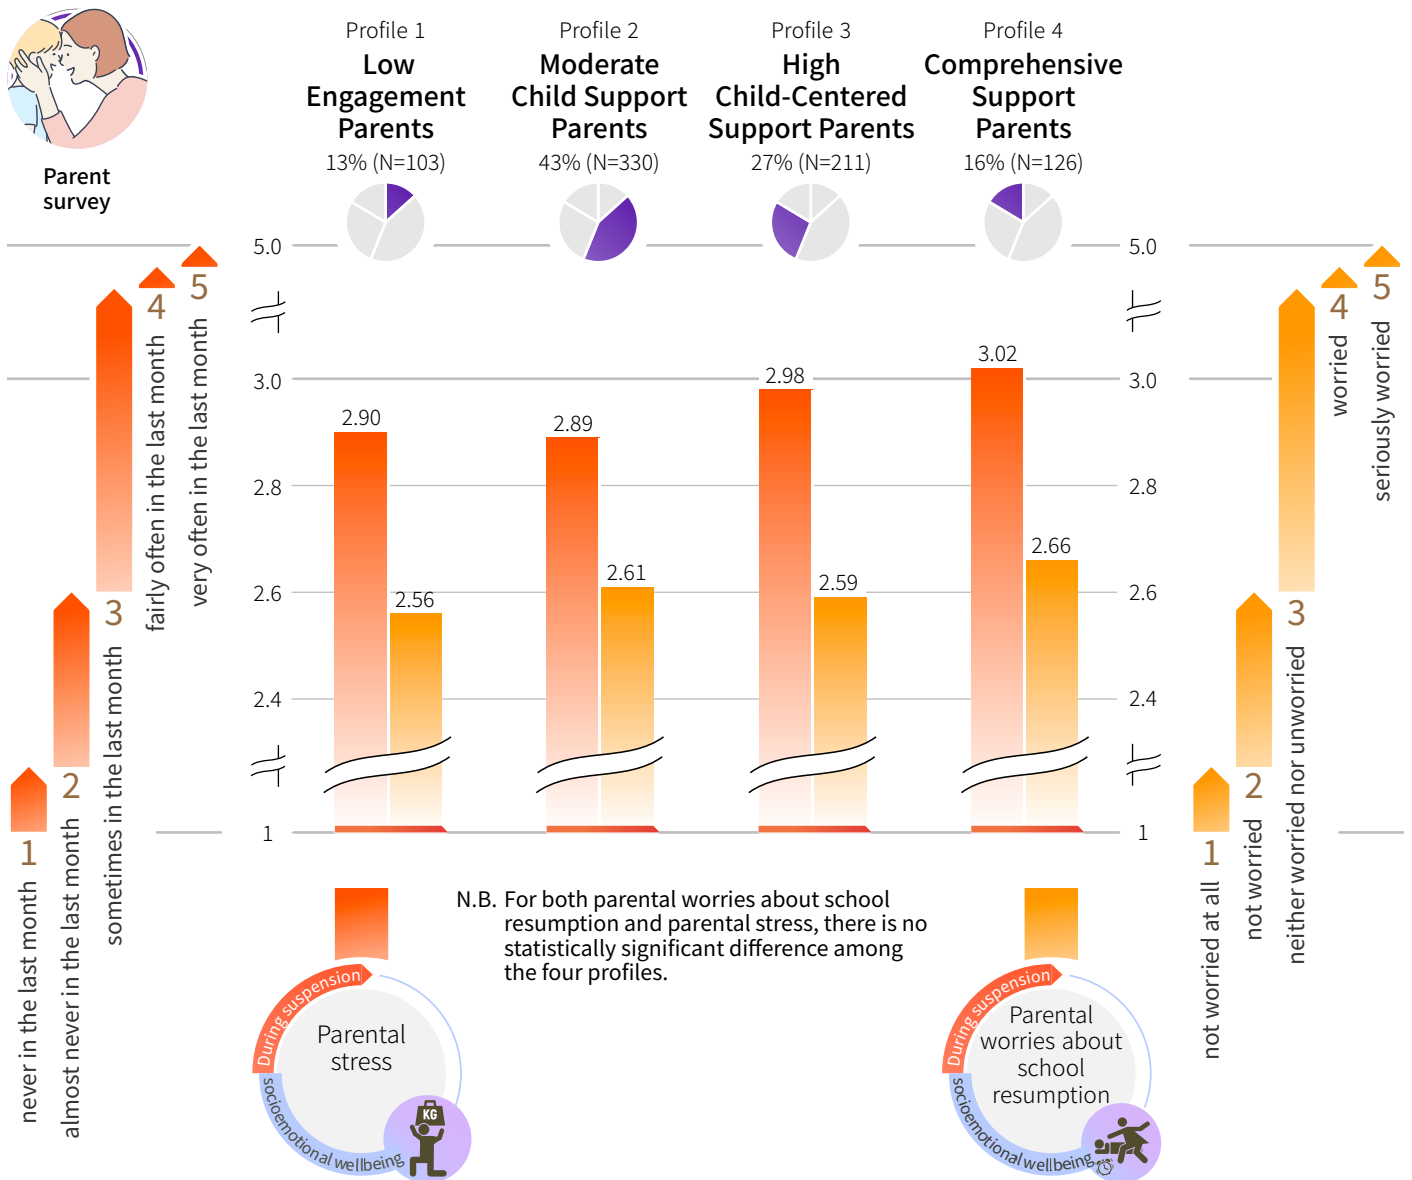 Parent
survey
Profile 1
Low
Engagement
Parents
13% (N=103)
Profile 2
Moderate
Child Support
Parents
43% (N=330)
Profile 3
High
Child-Centered
Support Parents
27% (N=211)
Profile 4
Comprehensive
Support
Parents
16% (N=126)
5.0
3.0
2.8
2.6
2.4
1
5.0
3.0
2.8
2.6
2.4
1
2.90
2.56
2.89
2.61
2.98
2.59
3.02
2.66
1
never in the last month
2
almost never in the last month
3
sometimes in the last month
4
fairly often in the last month
5
very often in the last month
1
not worried at all
2
not worried
3
neither worried nor unworried
4
worried
5
seriously worried
N.B. For both parental worries about school
resumption and parental stress, there is no
statistically significant difference among
the four profiles.
During suspension
Parental
stress
socioemotional wellbeing
KG
During suspension
Parental
worries about
school
resumption
socioemotional wellbeing